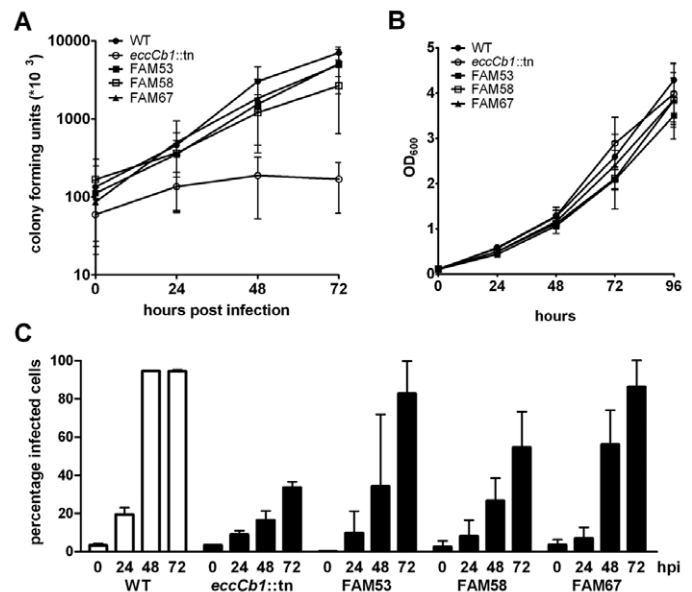 A
WT
eccCb1::tn
FAM53
FAM58
FAM67
colony forming units (*10 3)
10000
1000
100
10
0 24 48 72
hours post infection
B
WT
eccCb1::tn
FAM53
FAM58
FAM67
OD600
5
4
3
2
1
0
0 24 48 72 96
hours
C
percentage infected cells
100
80
60
40
20
0
0 24 48 72 0 24 48 72 0 24 48 72 0 24 48 72 0 24 48 72 hpi
WT eccCb1::tn FAM53 FAM58 FAM67